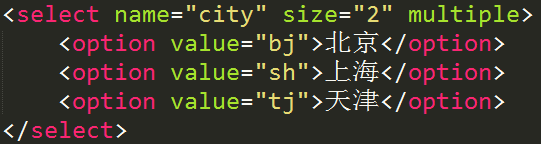 <select name="city" size="2" multiple>
    <option value="bj">北京</option>
    <option value="sh">上海</option>
    <option value="tj">天津</option>
</select>